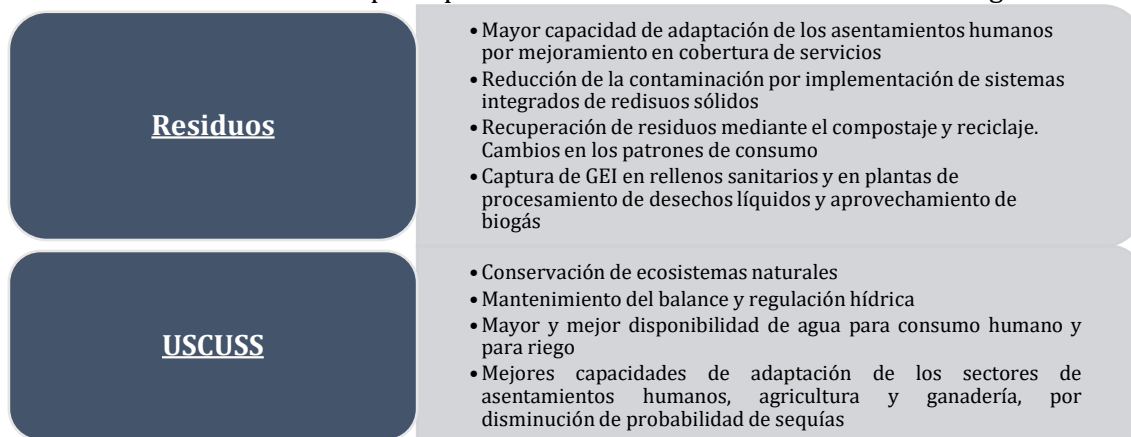 Residuos
• Mayor capacidad de adaptación de los asentamientos humanos
por mejoramiento en cobertura de servicios
• Reducción de la contaminación por implementación de sistemas
integrados de redisuos sólidos
• Recuperación de residuos mediante el compostaje y reciclaje.
Cambios en los patrones de consumo
• Captura de GEI en rellenos sanitarios y en plantas de
procesamiento de desechos líquidos y aprovechamiento de
biogás
USCUSS
• Conservación de ecosistemas naturales
• Mantenimiento del balance y regulación hídrica
• Mayor y mejor disponibilidad de agua para consumo humano y
para riego
• Mejores capacidades de adaptación de los sectores de
asentamientos humanos, agricultura y ganadería, por
disminución de probabilidad de sequías